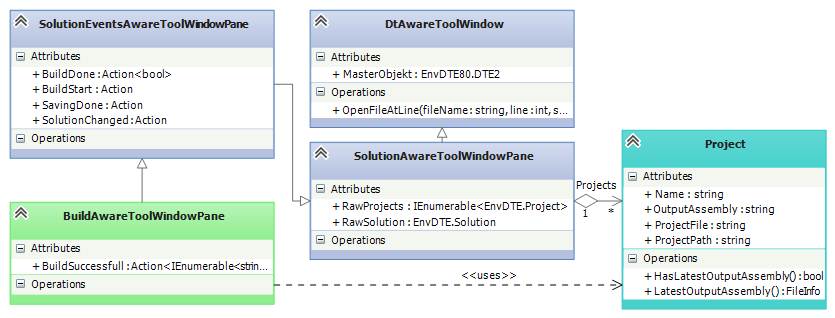 SolutionEventsAwareToolWindowPane
Attributes
+ BuildDone : Action<bool>
+ BuildStart : Action
+ SavingDone : Action
+ SolutionChanged : Action
Operations
DtAwareToolWindow
Attributes
+ MasterObjekt : EnvDTE80.DTE2
Operations
+ OpenFileAtLine(fileName : string, line : int, s...
SolutionAwareToolWindowPane
Attributes
+ RawProjects : IEnumerable<EnvDTE.Project>
+ RawSolution : EnvDTE.Solution
Operations
Projects
1
*
Project
Attributes
+ Name : string
+ OutputAssembly : string
+ ProjectFile : string
+ ProjectPath : string
Operations
+ HasLatestOutputAssembly() : bool
+ LatestOutputAssembly() : FileInfo
BuildAwareToolWindowPane
Attributes
+ BuildSuccessfull : Action<IEnumerable<strin...
Operations
<<uses>>